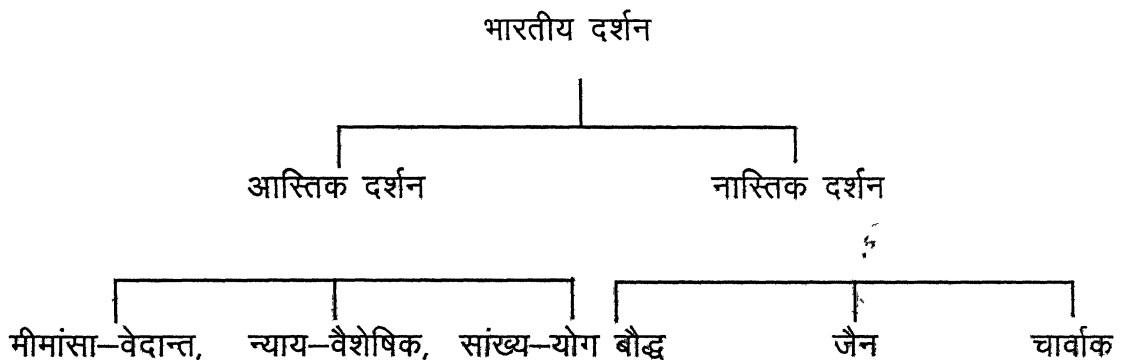 भारतीय दर्शन
आस्तिक दर्शन नास्तिक दर्शन
मीमांसा–वेदान्त, न्याय–वैशेषिक, सांख्य–योग बौद्ध जैन चार्वाक